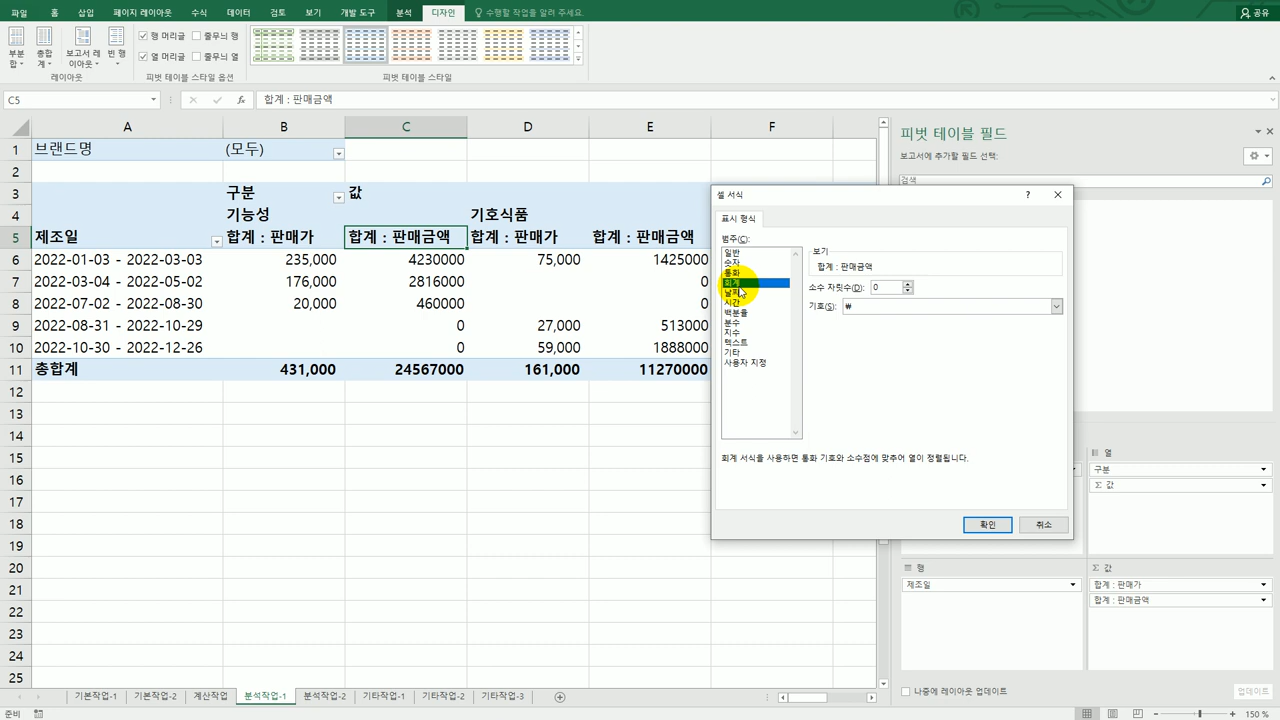 파일 홈 삽입 페이지 레이아웃 수식 데이터 검토 보기 개발 도구 분석 디자인 수행할 작업을 알려 주세요. 공유
부분합 총합계 보고서 레이아웃 빈 행
행 머리글 줄무늬 행
열 머리글 줄무늬 열
레이아웃 피벗 테이블 스타일 옵션 피벗 테이블 스타일
C5 fx 합계 : 판매금액
A B C D E F
1 브랜드명 (모두)
2
3 구분 값
4 기능성 기호식품
5 제조일 합계 : 판매가 합계 : 판매금액 합계 : 판매가 합계 : 판매금액
6 2022-01-03 - 2022-03-03 235,000 4230000 75,000 1425000
7 2022-03-04 - 2022-05-02 176,000 2816000 0
8 2022-07-02 - 2022-08-30 20,000 460000 0
9 2022-08-31 - 2022-10-29 0 27,000 513000
10 2022-10-30 - 2022-12-26 0 59,000 1888000
11 총합계 431,000 24567000 161,000 11270000
12
13
14
15
16
17
18
19
20
21
22
23
24
25
피벗 테이블 필드
보고서에 추가할 필드 선택:
검색
셀 서식 ?
표시 형식
범주(C):
일반
숫자
통화
회계
날짜
시간
백분율
분수
지수
텍스트
기타
사용자 지정
보기
합계 : 판매금액
소수 자릿수(D): 0
기호(S): ₩
회계 서식을 사용하면 통화 기호와 소수점에 맞추어 열이 정렬됩니다.
확인 취소
열
구분
Σ 값
행
제조일
Σ 값
합계 : 판매가
합계 : 판매금액
나중에 레이아웃 업데이트 업데이트
기본작업-1 기본작업-2 계산작업 분석작업-1 분석작업-2 기타작업-1 기타작업-2 기타작업-3
준비 150 %